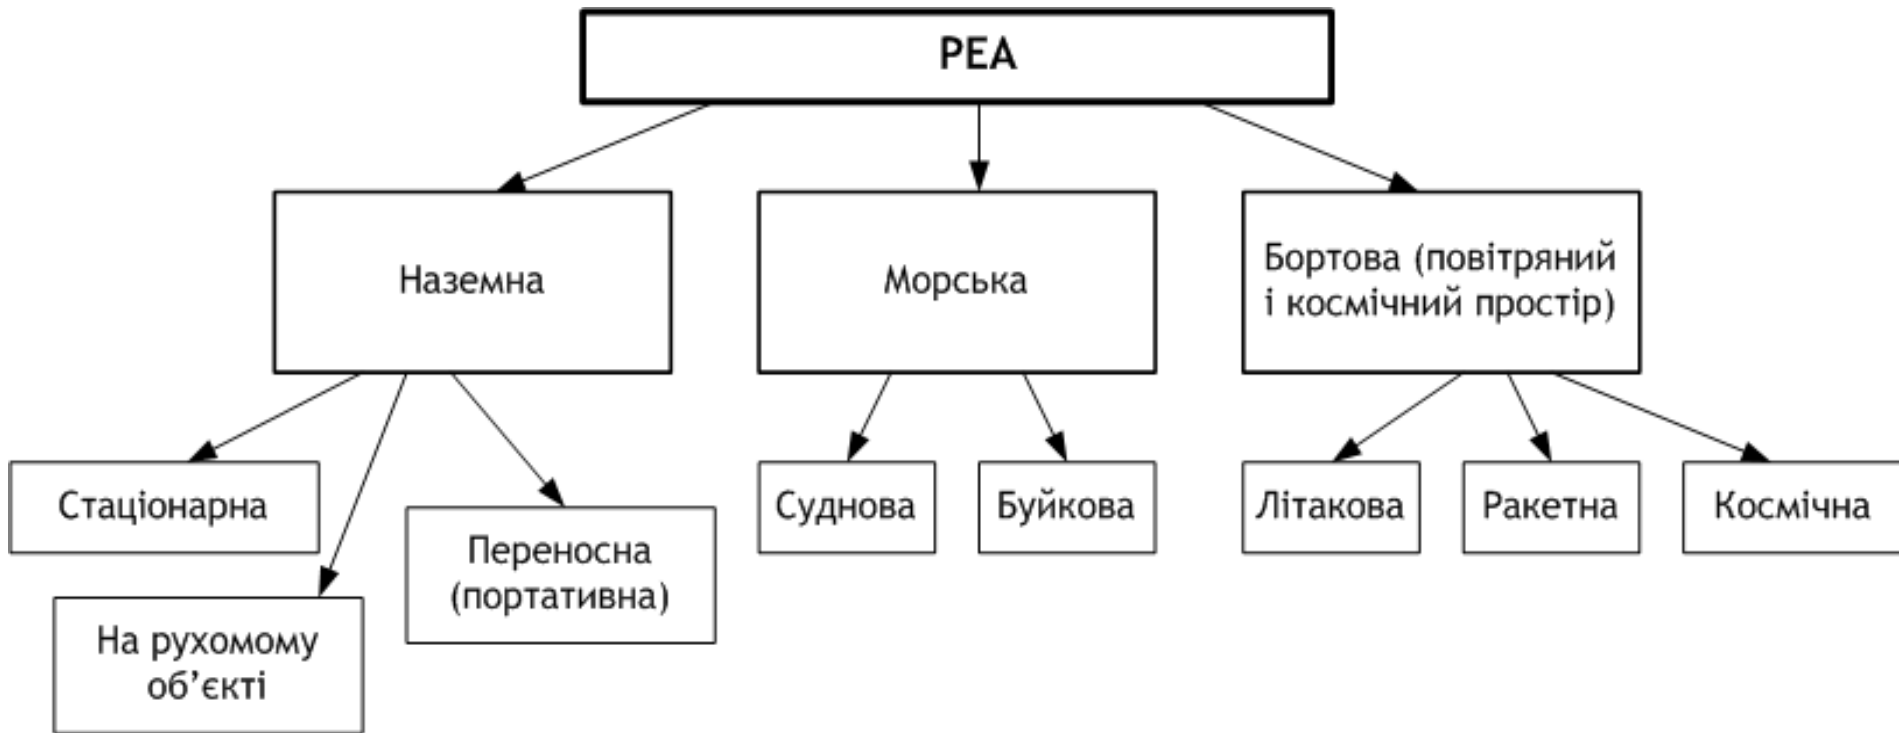 РЕА
Наземна
Морська
Бортова (повітряний
і космічний простір)
Стаціонарна
На рухомому
об’єкті
Переносна
(портативна)
Суднова
Буйкова
Літакова
Ракетна
Космічна